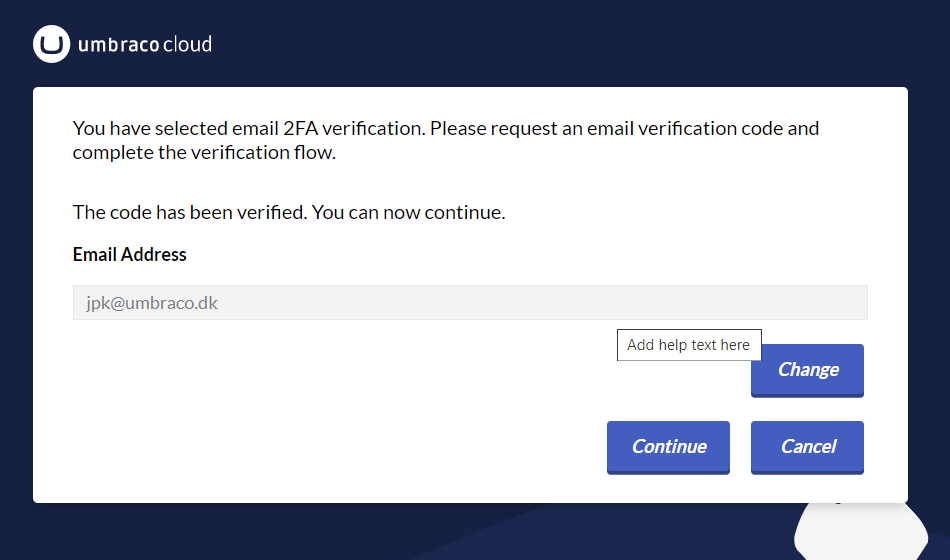 umbraco cloud
You have selected email 2FA verification. Please request an email verification code and
complete the verification flow.
The code has been verified. You can now continue.
Email Address
jpk@umbraco.dk
Add help text here
Change
Continue
Cancel